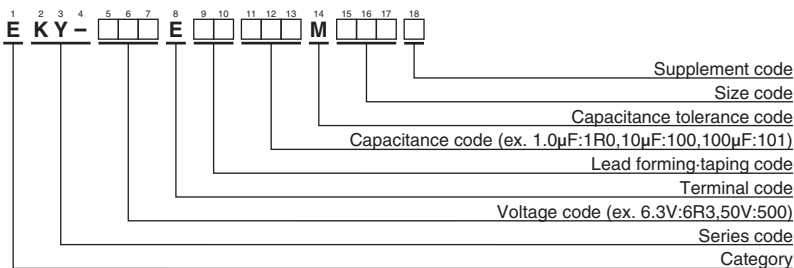 1 2 3 4 5 6 7 8 9 10 11 12 13 14 15 16 17 18
E K Y – E M
Supplement code
Size code
Capacitance tolerance code
Capacitance code (ex. 1.0µF:1R0,10µF:100,100µF:101)
Lead forming·taping code
Terminal code
Voltage code (ex. 6.3V:6R3,50V:500)
Series code
Category